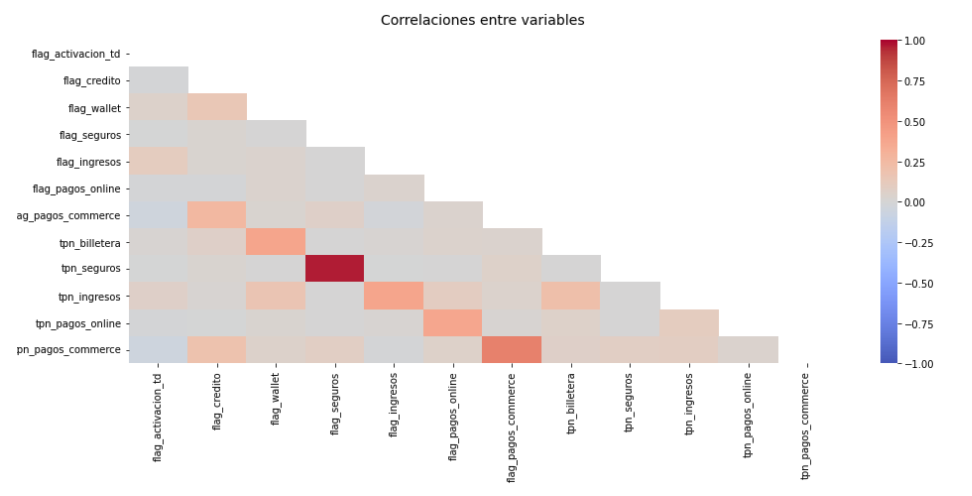 Correlaciones entre variables
flag_activacion_td
flag_credito
flag_wallet
flag_seguros
flag_ingresos
flag_pagos_online
ag_pagos_commerce
tpn_billetera
tpn_seguros
tpn_ingresos
tpn_pagos_online
pn_pagos_commerce
flag_activacion_td
flag_credito
flag_wallet
flag_seguros
flag_ingresos
flag_pagos_online
flag_pagos_commerce
tpn_billetera
tpn_seguros
tpn_ingresos
tpn_pagos_online
tpn_pagos_commerce
1.00
0.75
0.50
0.25
0.00
−0.25
−0.50
−0.75
−1.00